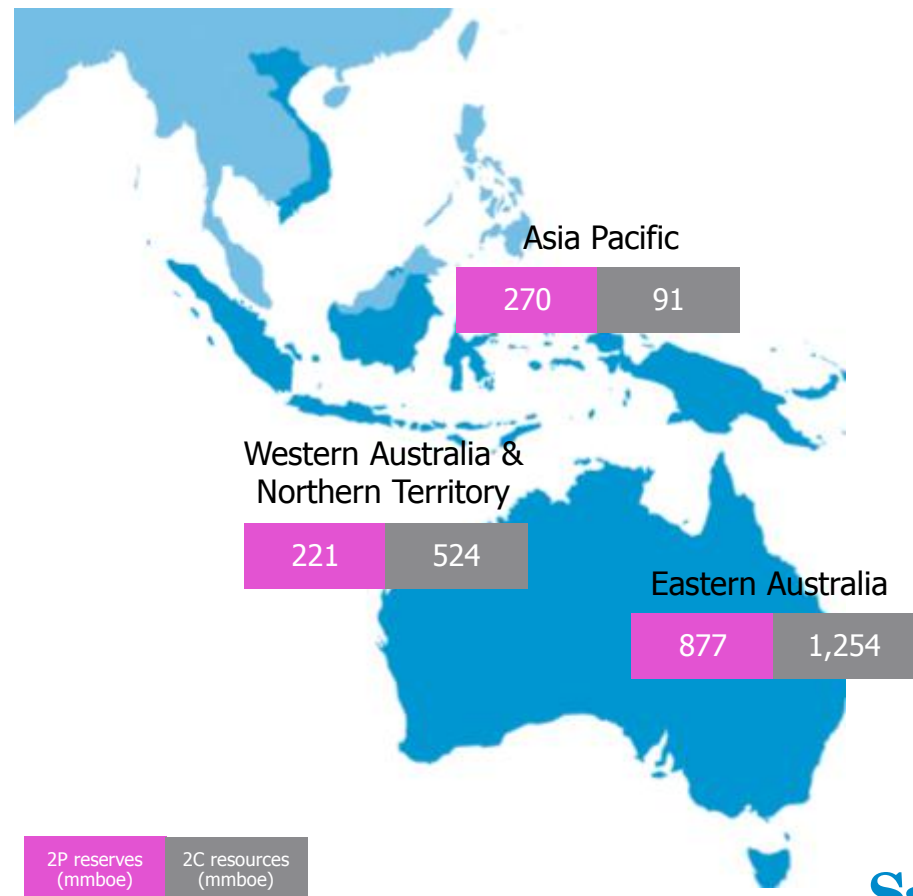 Asia Pacific
270 91
Western Australia &
Northern Territory
221 524
Eastern Australia
877 1,254
2P reserves 2C resources
(mmboe) (mmboe)